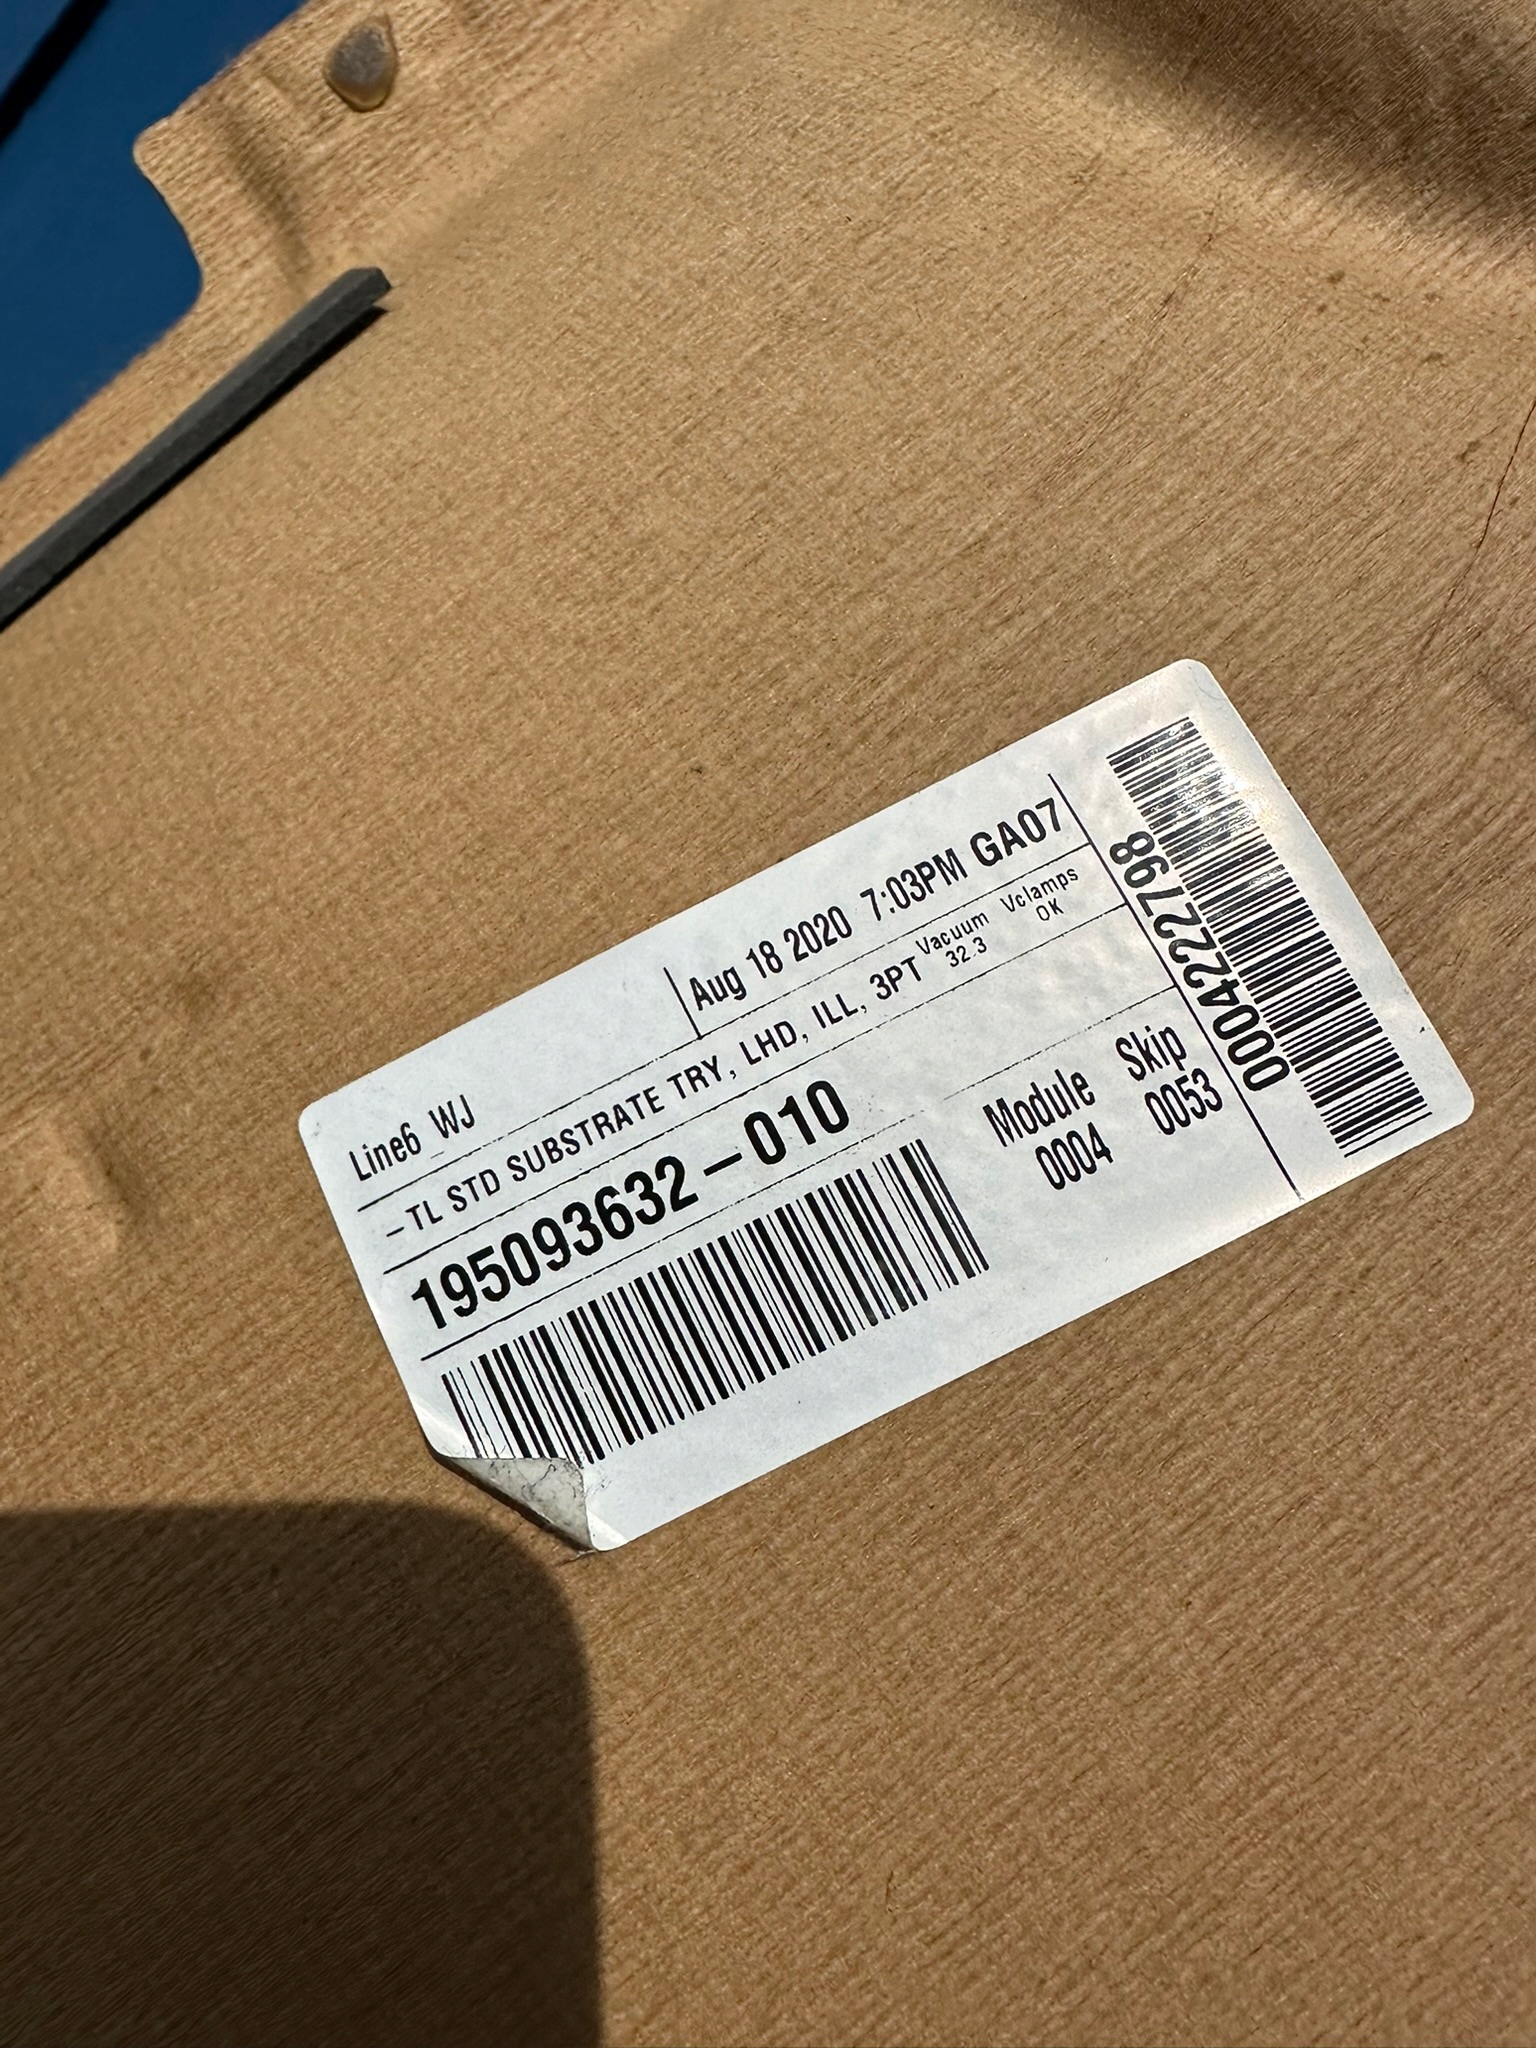 Line6_WJ
Aug 18 2020 7:03PM GA07
-TL STD SUBSTRATE TRY, LHD, ILL, 3PT
Vacuum
32.3
Vclamps
OK
195093632-010
Module
0004
Skip
0053
0004222798